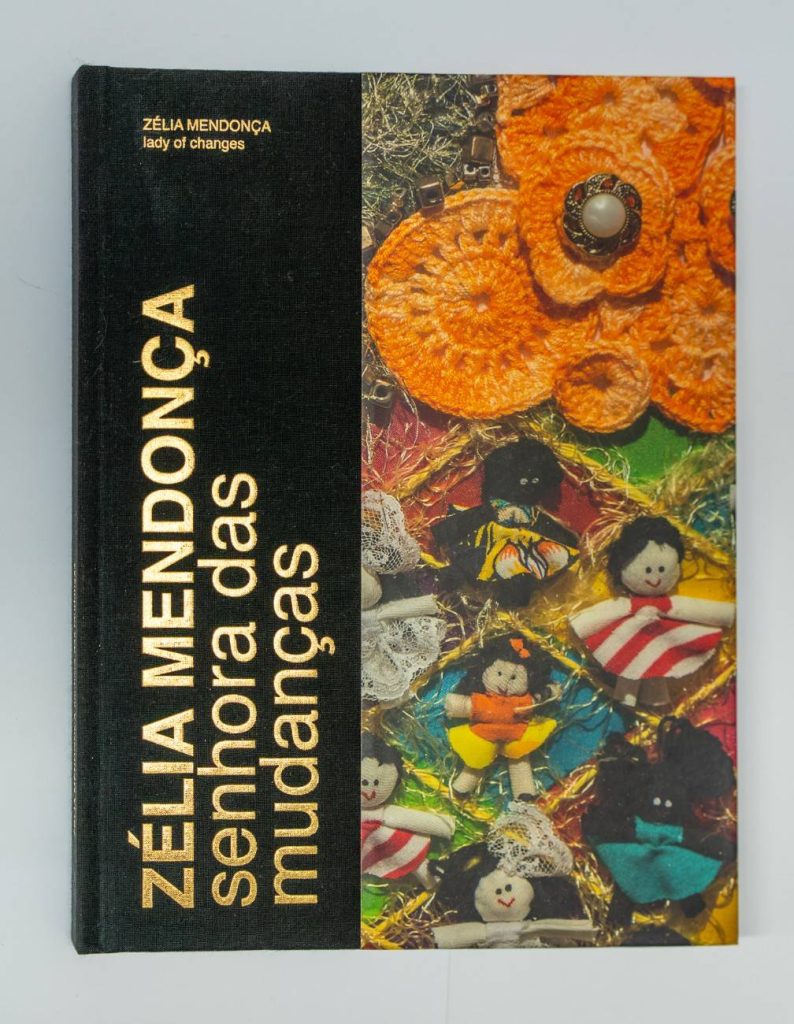 ZÉLIA MENDONÇA
lady of changes
ZÉLIA MENDONÇA
senhora das
mudanças